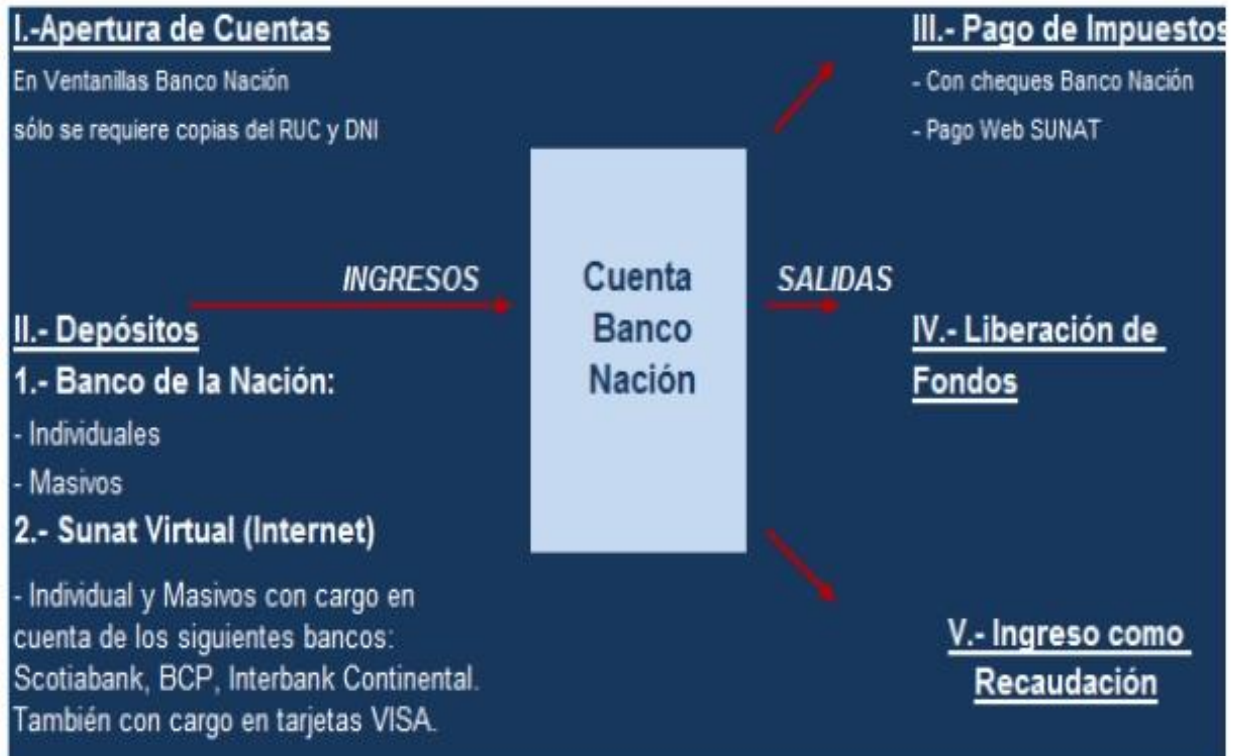 I.-Apertura de Cuentas
En Ventanillas Banco Nación
sólo se requiere copias del RUC y DNI
INGRESOS
II.- Depósitos
1.- Banco de la Nación:
- Individuales
- Masivos
2.- Sunat Virtual (Internet)
- Individual y Masivos con cargo en
cuenta de los siguientes bancos:
Scotiabank, BCP, Interbank Continental.
También con cargo en tarjetas VISA.
Cuenta
Banco
Nación
SALIDAS
III.- Pago de Impuestos
- Con cheques Banco Nación
- Pago Web SUNAT
IV.- Liberación de
Fondos
V.- Ingreso como
Recaudación